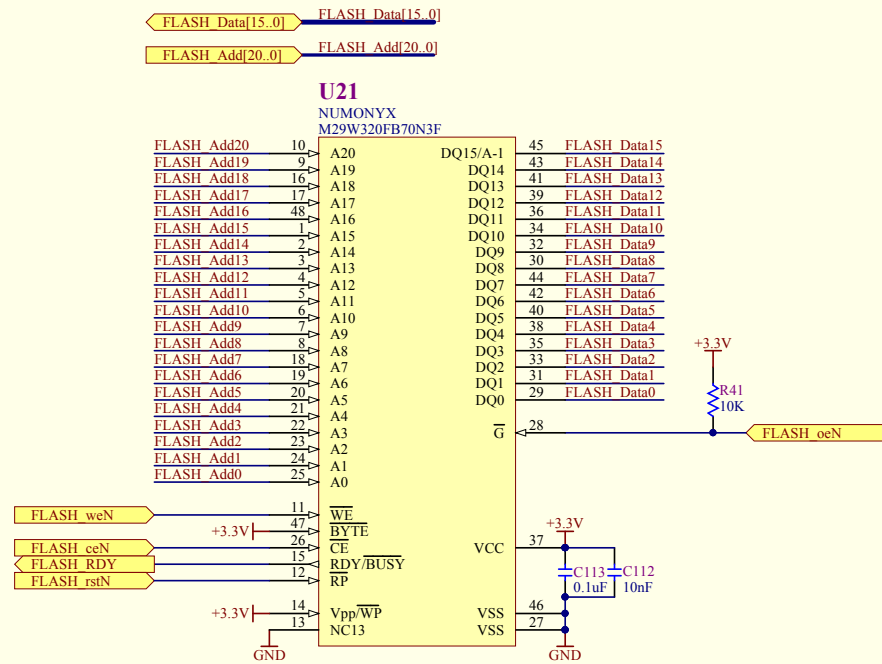 FLASH_Data[15..0] FLASH_Data[15..0]
FLASH_Add[20..0] FLASH_Add[20..0]
U21
NUMONYX
M29W320FB70N3F
FLASH_Add20 10 A20 DQ15/A-1 45 FLASH_Data15
FLASH_Add19 9 A19 DQ14 43 FLASH_Data14
FLASH_Add18 16 A18 DQ13 41 FLASH_Data13
FLASH_Add17 17 A17 DQ12 39 FLASH_Data12
FLASH_Add16 48 A16 DQ11 36 FLASH_Data11
FLASH_Add15 1 A15 DQ10 34 FLASH_Data10
FLASH_Add14 2 A14 DQ9 32 FLASH_Data9
FLASH_Add13 3 A13 DQ8 30 FLASH_Data8
FLASH_Add12 4 A12 DQ7 44 FLASH_Data7
FLASH_Add11 5 A11 DQ6 42 FLASH_Data6
FLASH_Add10 6 A10 DQ5 40 FLASH_Data5
FLASH_Add9 7 A9 DQ4 38 FLASH_Data4
FLASH_Add8 8 A8 DQ3 35 FLASH_Data3 +3.3V
FLASH_Add7 18 A7 DQ2 33 FLASH_Data2
FLASH_Add6 19 A6 DQ1 31 FLASH_Data1
FLASH_Add5 20 A5 DQ0 29 FLASH_Data0 R41
FLASH_Add4 21 A4 10K
FLASH_Add3 22 A3 G 28 FLASH_oeN
FLASH_Add2 23 A2
FLASH_Add1 24 A1
FLASH_Add0 25 A0
FLASH_weN 11 WE
+3.3V 47 BYTE +3.3V
FLASH_ceN 26 CE VCC 37
FLASH_RDY 15 RDY/BUSY C113 C112
FLASH_rstN 12 RP 0.1uF 10nF
+3.3V 14 Vpp/WP VSS 46
13 NC13 VSS 27
GND GND